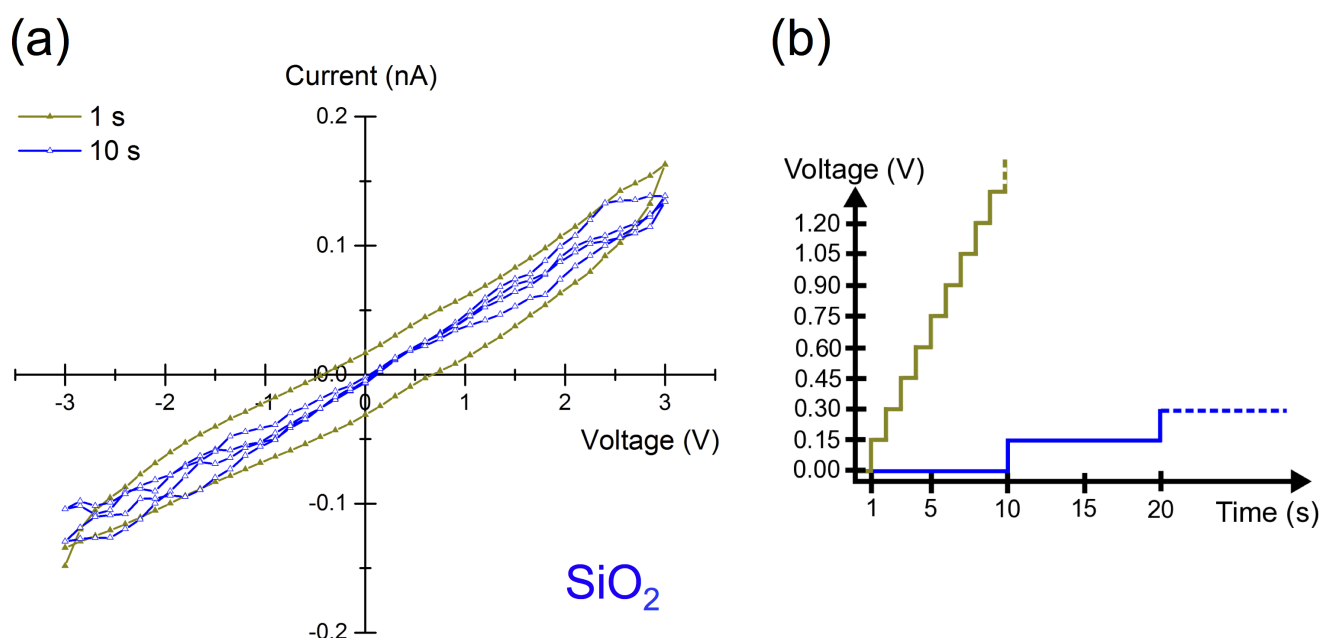 (a)
Current (nA)
1 s
10 s
0.2
0.1
0.0
-0.1
-0.2
-3
-2
-1
0
1
2
3
Voltage (V)
SiO₂
(b)
Voltage (V)
1.20
1.05
0.90
0.75
0.60
0.45
0.30
0.15
0.00
1
5
10
15
20
Time (s)